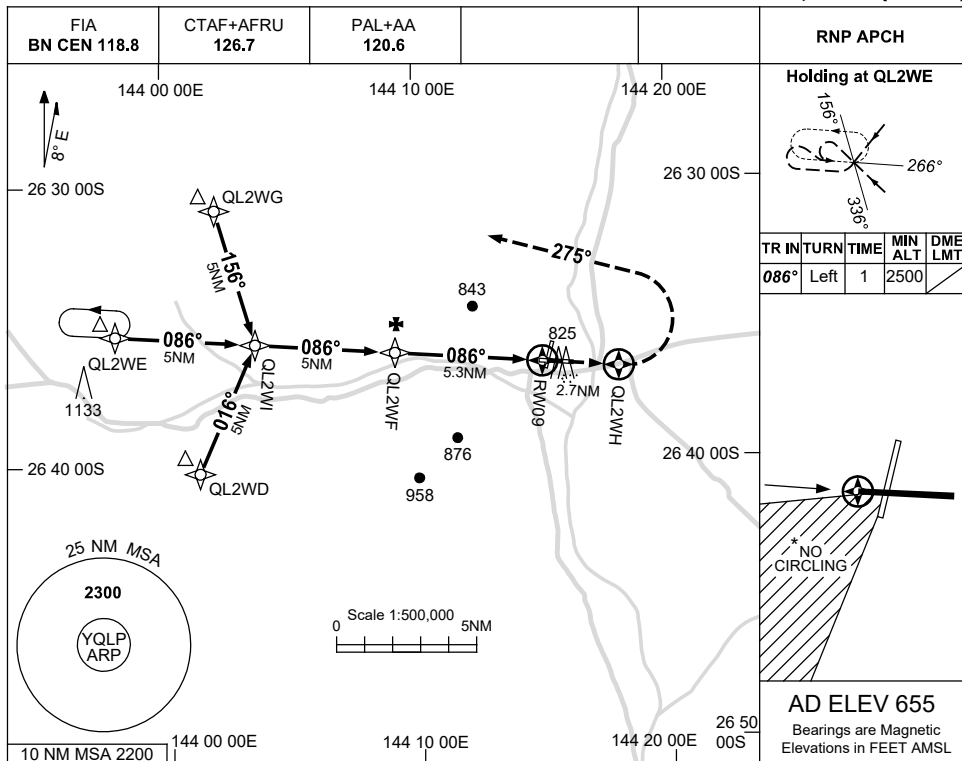 FIA
BN CEN 118.8
CTAF+AFRU
126.7
PAL+AA
120.6
RNP APCH
144 00 00E
144 10 00E
144 20 00E
8° E
26 30 00S
26 30 00S
QL2WG
156°
5NM
275°
843
825
QL2WE
086°
5NM
QL2WI
086°
5NM
QL2WF
086°
5.3NM
RW09
2.7NM
QL2WH
1133
016°
5NM
QL2WD
876
958
26 40 00S
26 40 00S
25 NM MSA
2300
YQLP
ARP
Scale 1:500,000
0
5NM
10 NM MSA 2200
144 00 00E
144 10 00E
144 20 00E
26 50
00S
Holding at QL2WE
156°
266°
336°
TR IN TURN TIME MIN ALT DME LMT
086° Left 1 2500
*NO
CIRCLING
AD ELEV 655
Bearings are Magnetic
Elevations in FEET AMSL